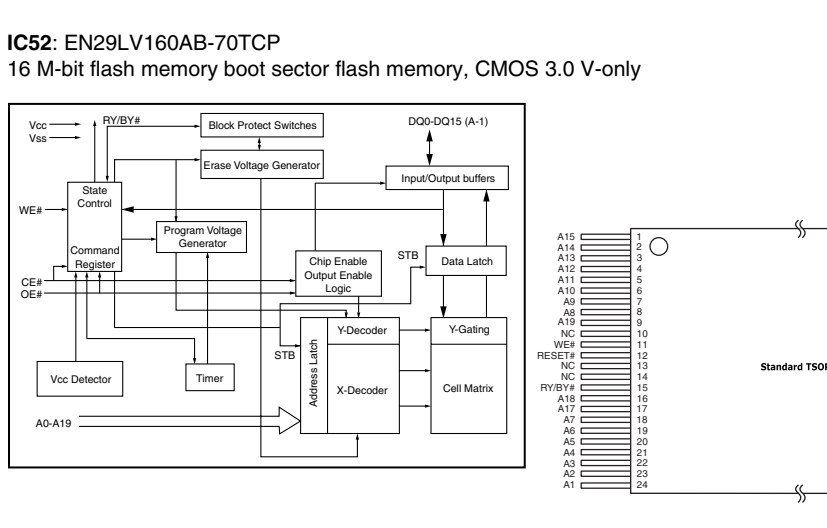 IC52: EN29LV160AB-70TCP
16 M-bit flash memory boot sector flash memory, CMOS 3.0 V-only
Vcc
Vss
RY/BY#
Block Protect Switches
DQ0-DQ15 (A-1)
Erase Voltage Generator
Input/Output buffers
State
Control
WE#
Program Voltage
Generator
Command
Register
Chip Enable
Output Enable
Logic
STB
Data Latch
CE#
OE#
Y-Decoder
Y-Gating
STB
Address Latch
Vcc Detector
Timer
X-Decoder
Cell Matrix
A0-A19
A15 1
A14 2
A13 3
A12 4
A11 5
A10 6
A9 7
A8 8
A19 9
NC 10
WE# 11
RESET# 12
NC 13
NC 14
RY/BY# 15
A18 16
A17 17
A7 18
A6 19
A5 20
A4 21
A3 22
A2 23
A1 24
Standard TSOP